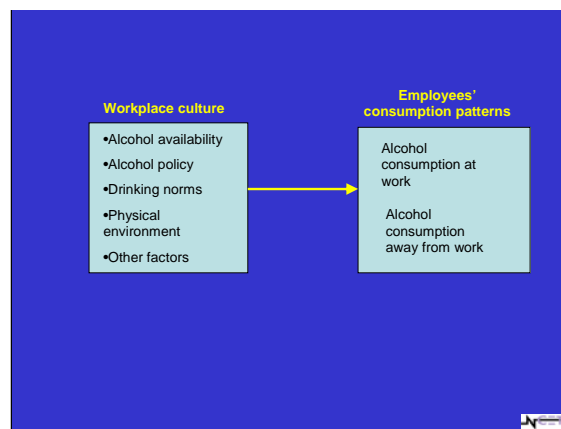 Workplace culture
•Alcohol availability
•Alcohol policy
•Drinking norms
•Physical
environment
•Other factors
Employees'
consumption patterns
Alcohol
consumption at
work
Alcohol
consumption
away from work